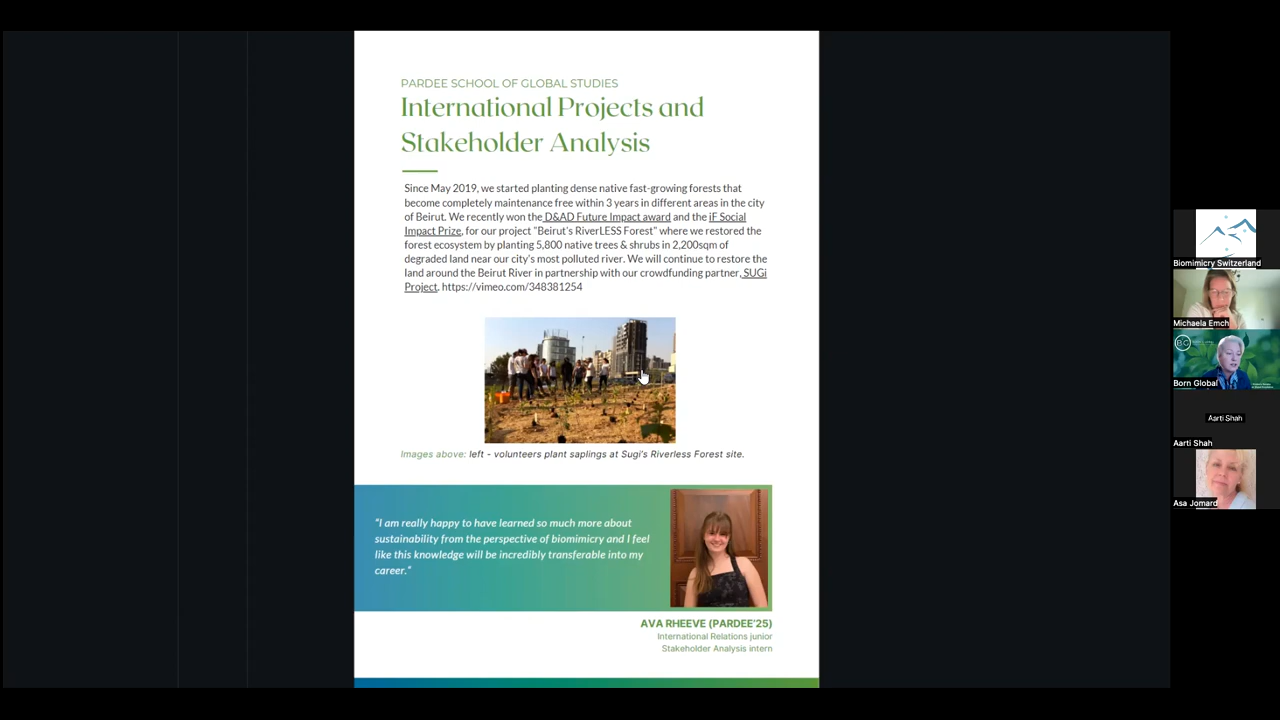 PARDEE SCHOOL OF GLOBAL STUDIES
International Projects and
Stakeholder Analysis
Since May 2019, we started planting dense native fast-growing forests that
become completely maintenance free within 3 years in different areas in the city
of Beirut. We recently won the D&AD Future Impact award and the iF Social
Impact Prize, for our project "Beirut's RiverLESS Forest" where we restored the
forest ecosystem by planting 5,800 native trees & shrubs in 2,200sqm of
degraded land near our city's most polluted river. We will continue to restore the
land around the Beirut River in partnership with our crowdfunding partner, SUGi
Project. https://vimeo.com/348381254
Images above: left - volunteers plant saplings at Sugi's Riverless Forest site.
"I am really happy to have learned so much more about
sustainability from the perspective of biomimicry and I feel
like this knowledge will be incredibly transferable into my
career."
AVA RHEEVE (PARDEE'25)
International Relations junior
Stakeholder Analysis intern
Biomimicry Switzerland
Michaela Emch
BG
Born Global
Aarti Shah
Aarti Shah
Asa Jomard